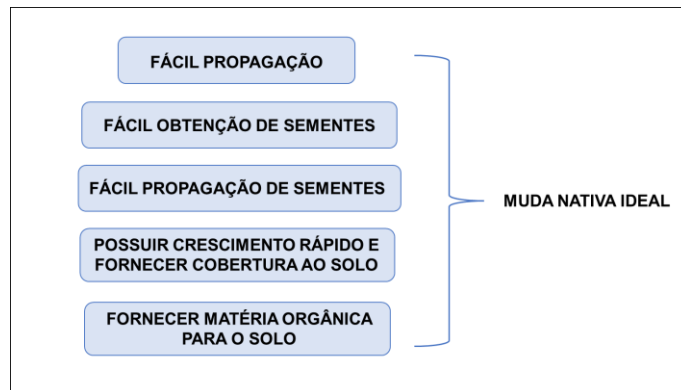 FÁCIL PROPAGAÇÃO
FÁCIL OBTENÇÃO DE SEMENTES
FÁCIL PROPAGAÇÃO DE SEMENTES
POSSUIR CRESCIMENTO RÁPIDO E
FORNECER COBERTURA AO SOLO
FORNECER MATÉRIA ORGÂNICA
PARA O SOLO
MUDA NATIVA IDEAL